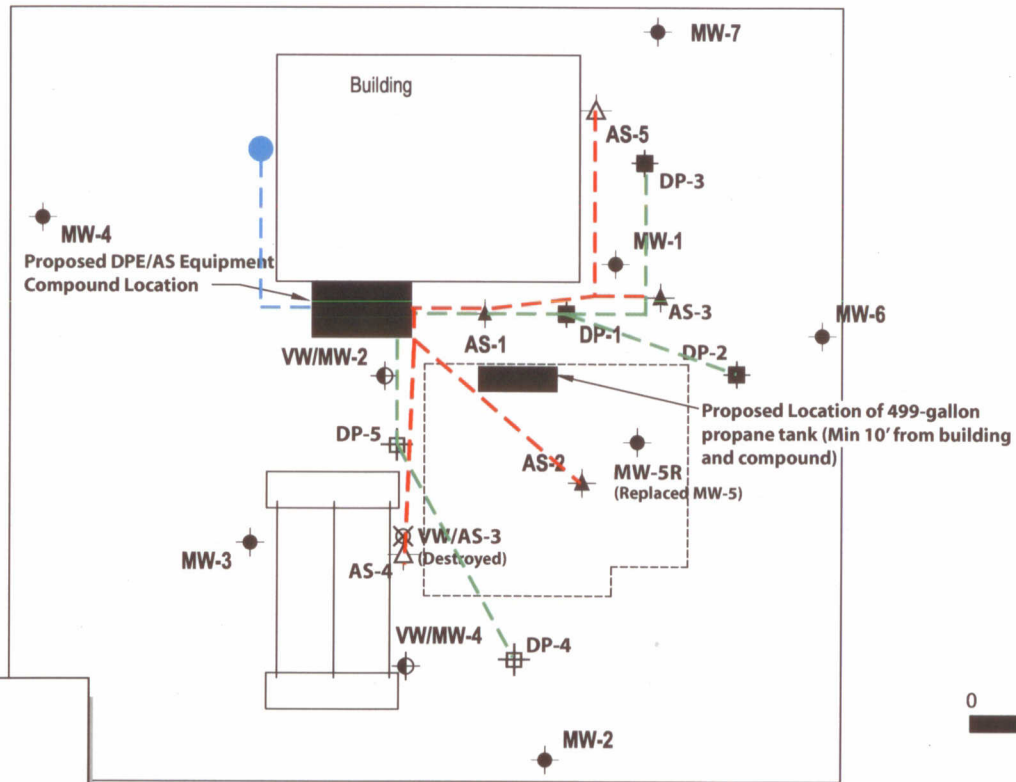 MW-7
Building
AS-5
DP-3
MW-4
MW-1
Proposed DPE/AS Equipment
Compound Location
AS-3
MW-6
AS-1
DP-1
DP-2
VW/MW-2
Proposed Location of 499-gallon
propane tank (Min 10' from building
and compound)
DP-5
AS-2
MW-5R
(Replaced MW-5)
VW/AS-3
(Destroyed)
MW-3
AS-4
VW/MW-4
DP-4
0
MW-2